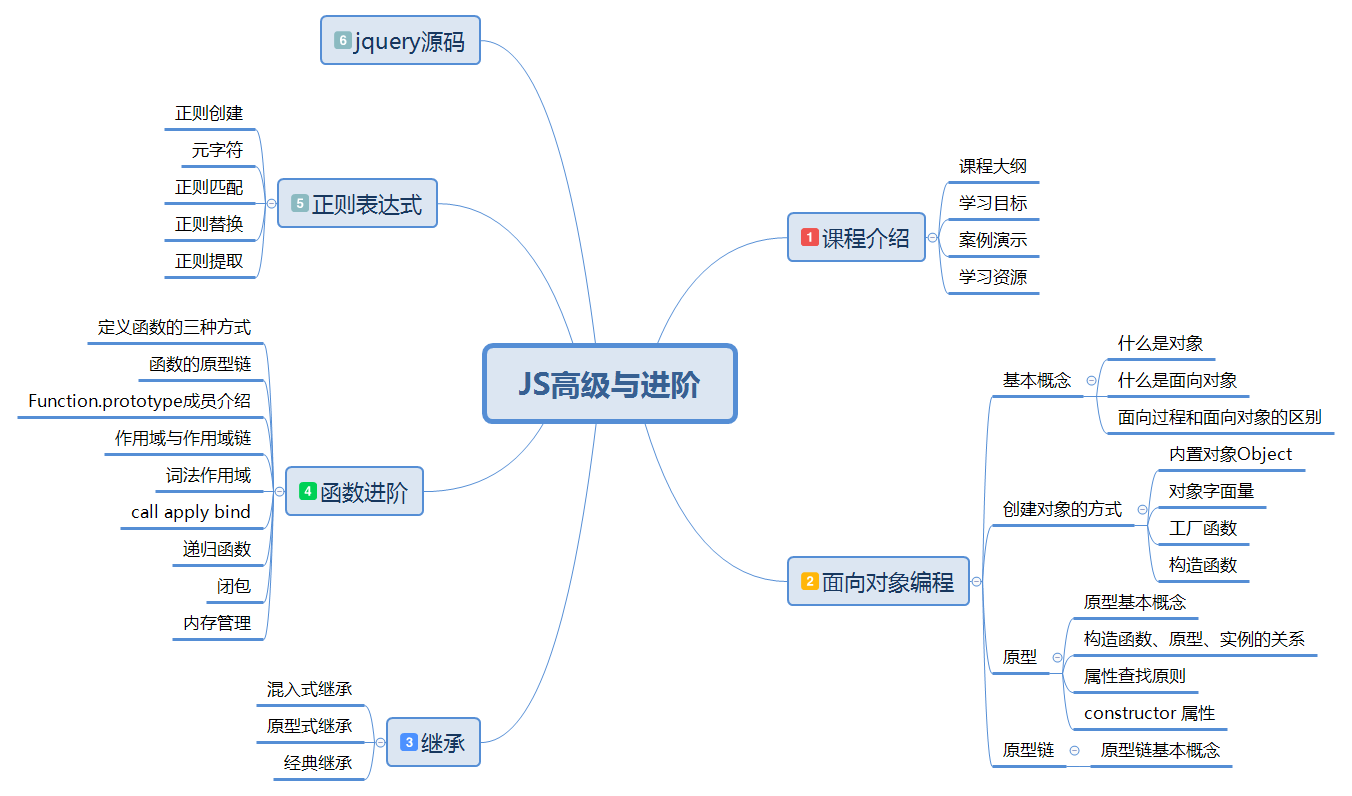 JS高级与进阶
1 课程介绍
课程大纲
学习目标
案例演示
学习资源
2 面向对象编程
基本概念
什么是对象
什么是面向对象
面向过程和面向对象的区别
创建对象的方式
内置对象Object
对象字面量
工厂函数
构造函数
原型
原型基本概念
构造函数、原型、实例的关系
属性查找原则
constructor 属性
原型链
原型链基本概念
3 继承
混入式继承
原型式继承
经典继承
4 函数进阶
定义函数的三种方式
函数的原型链
Function.prototype成员介绍
作用域与作用域链
词法作用域
call apply bind
递归函数
闭包
内存管理
5 正则表达式
正则创建
元字符
正则匹配
正则替换
正则提取
6 jquery源码